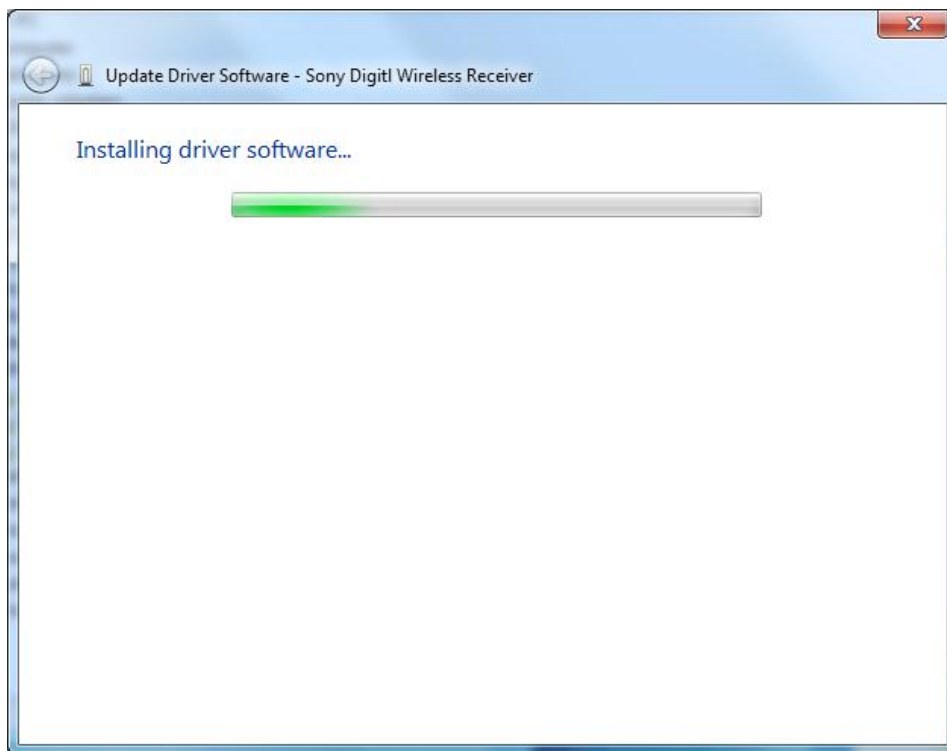 Update Driver Software - Sony Digitl Wireless Receiver
Installing driver software...